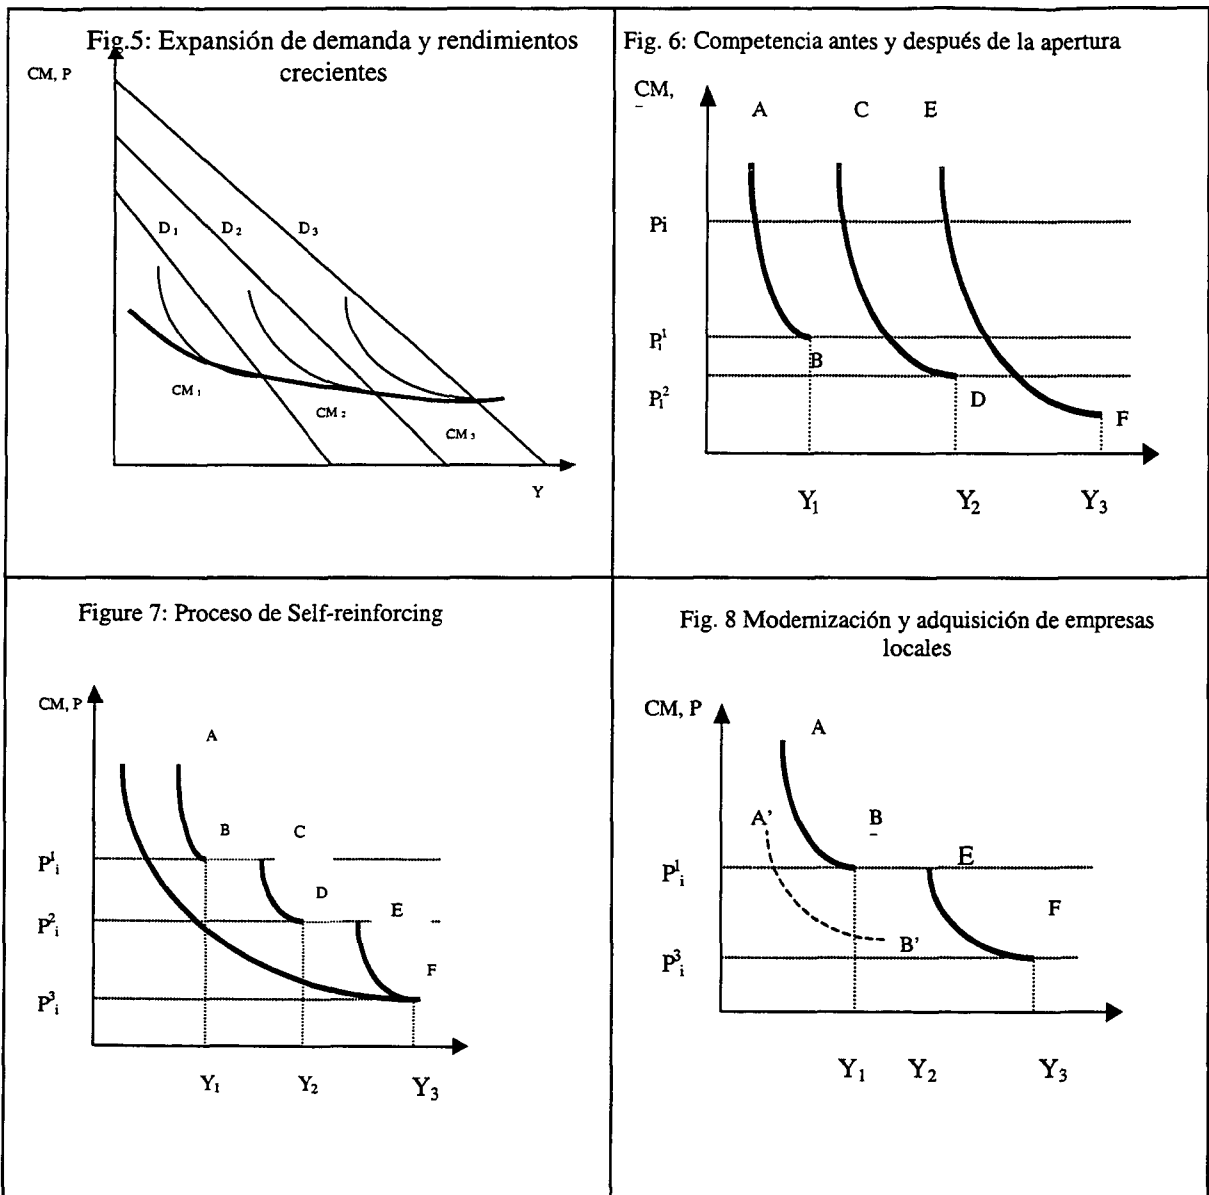 Fig.5: Expansión de demanda y rendimientos
crecientes
CM, P
D₁
D₂
D₃
CM₁
CM₂
CM₃
Y
Fig. 6: Competencia antes y después de la apertura
CM,
A
C
E
Pi
P¹ᵢ
B
P²ᵢ
D
F
Y₁
Y₂
Y₃
Figure 7: Proceso de Self-reinforcing
CM, P
A
B
C
P¹ᵢ
D
E
P²ᵢ
F
P³ᵢ
Y₁
Y₂
Y₃
Fig. 8 Modernización y adquisición de empresas
locales
CM, P
A
A'
B
E
P¹ᵢ
F
B'
P³ᵢ
Y₁
Y₂
Y₃